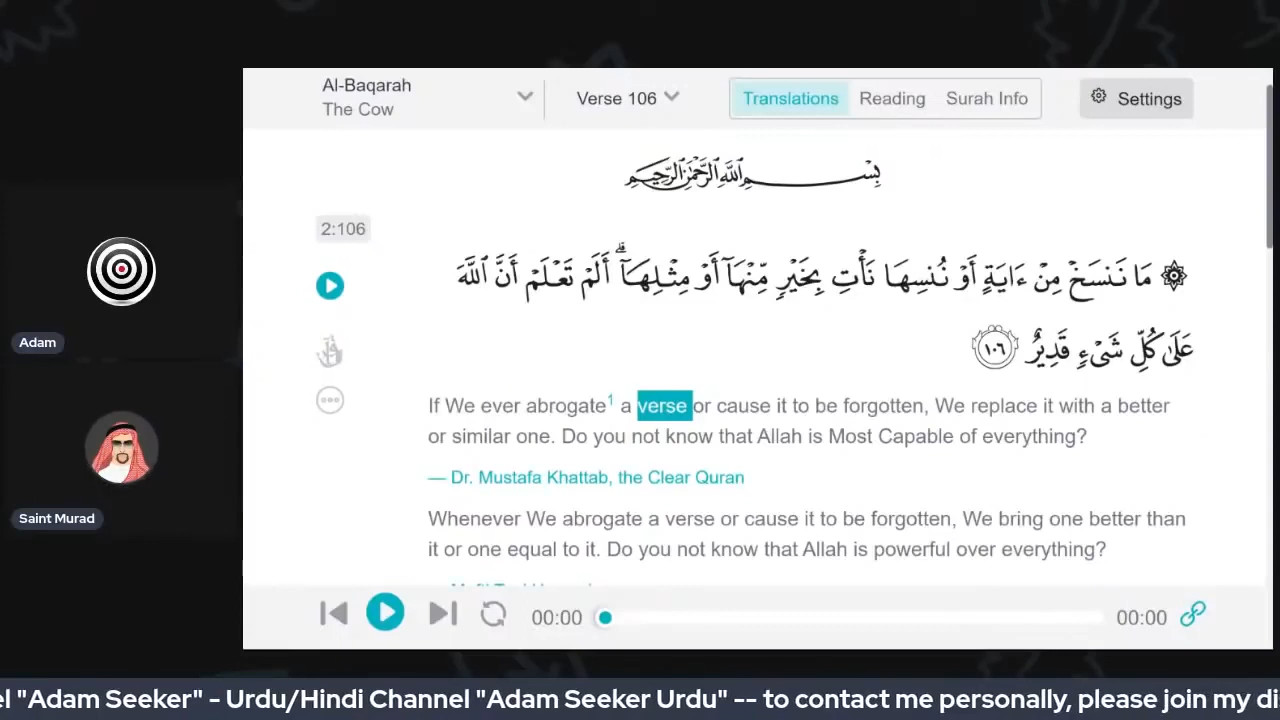 Al-Baqarah
The Cow
Verse 106
Translations
Reading
Surah Info
Settings
بِسْمِ اللَّهِ الرَّحْمَٰنِ الرَّحِيمِ
2:106
۞ مَا نَنسَخْ مِنْ ءَايَةٍ أَوْ نُنسِهَا نَأْتِ بِخَيْرٍ مِّنْهَآ أَوْ مِثْلِهَآ ۗ أَلَمْ تَعْلَمْ أَنَّ ٱللَّهَ
عَلَىٰ كُلِّ شَىْءٍ قَدِيرٌ ١٠٦
If We ever abrogate1 a verse or cause it to be forgotten, We replace it with a better
or similar one. Do you not know that Allah is Most Capable of everything?
— Dr. Mustafa Khattab, the Clear Quran
Whenever We abrogate a verse or cause it to be forgotten, We bring one better than
it or one equal to it. Do you not know that Allah is powerful over everything?
00:00
00:00
Adam
Saint Murad
"Adam Seeker" - Urdu/Hindi Channel "Adam Seeker Urdu" -- to contact me personally, please join my